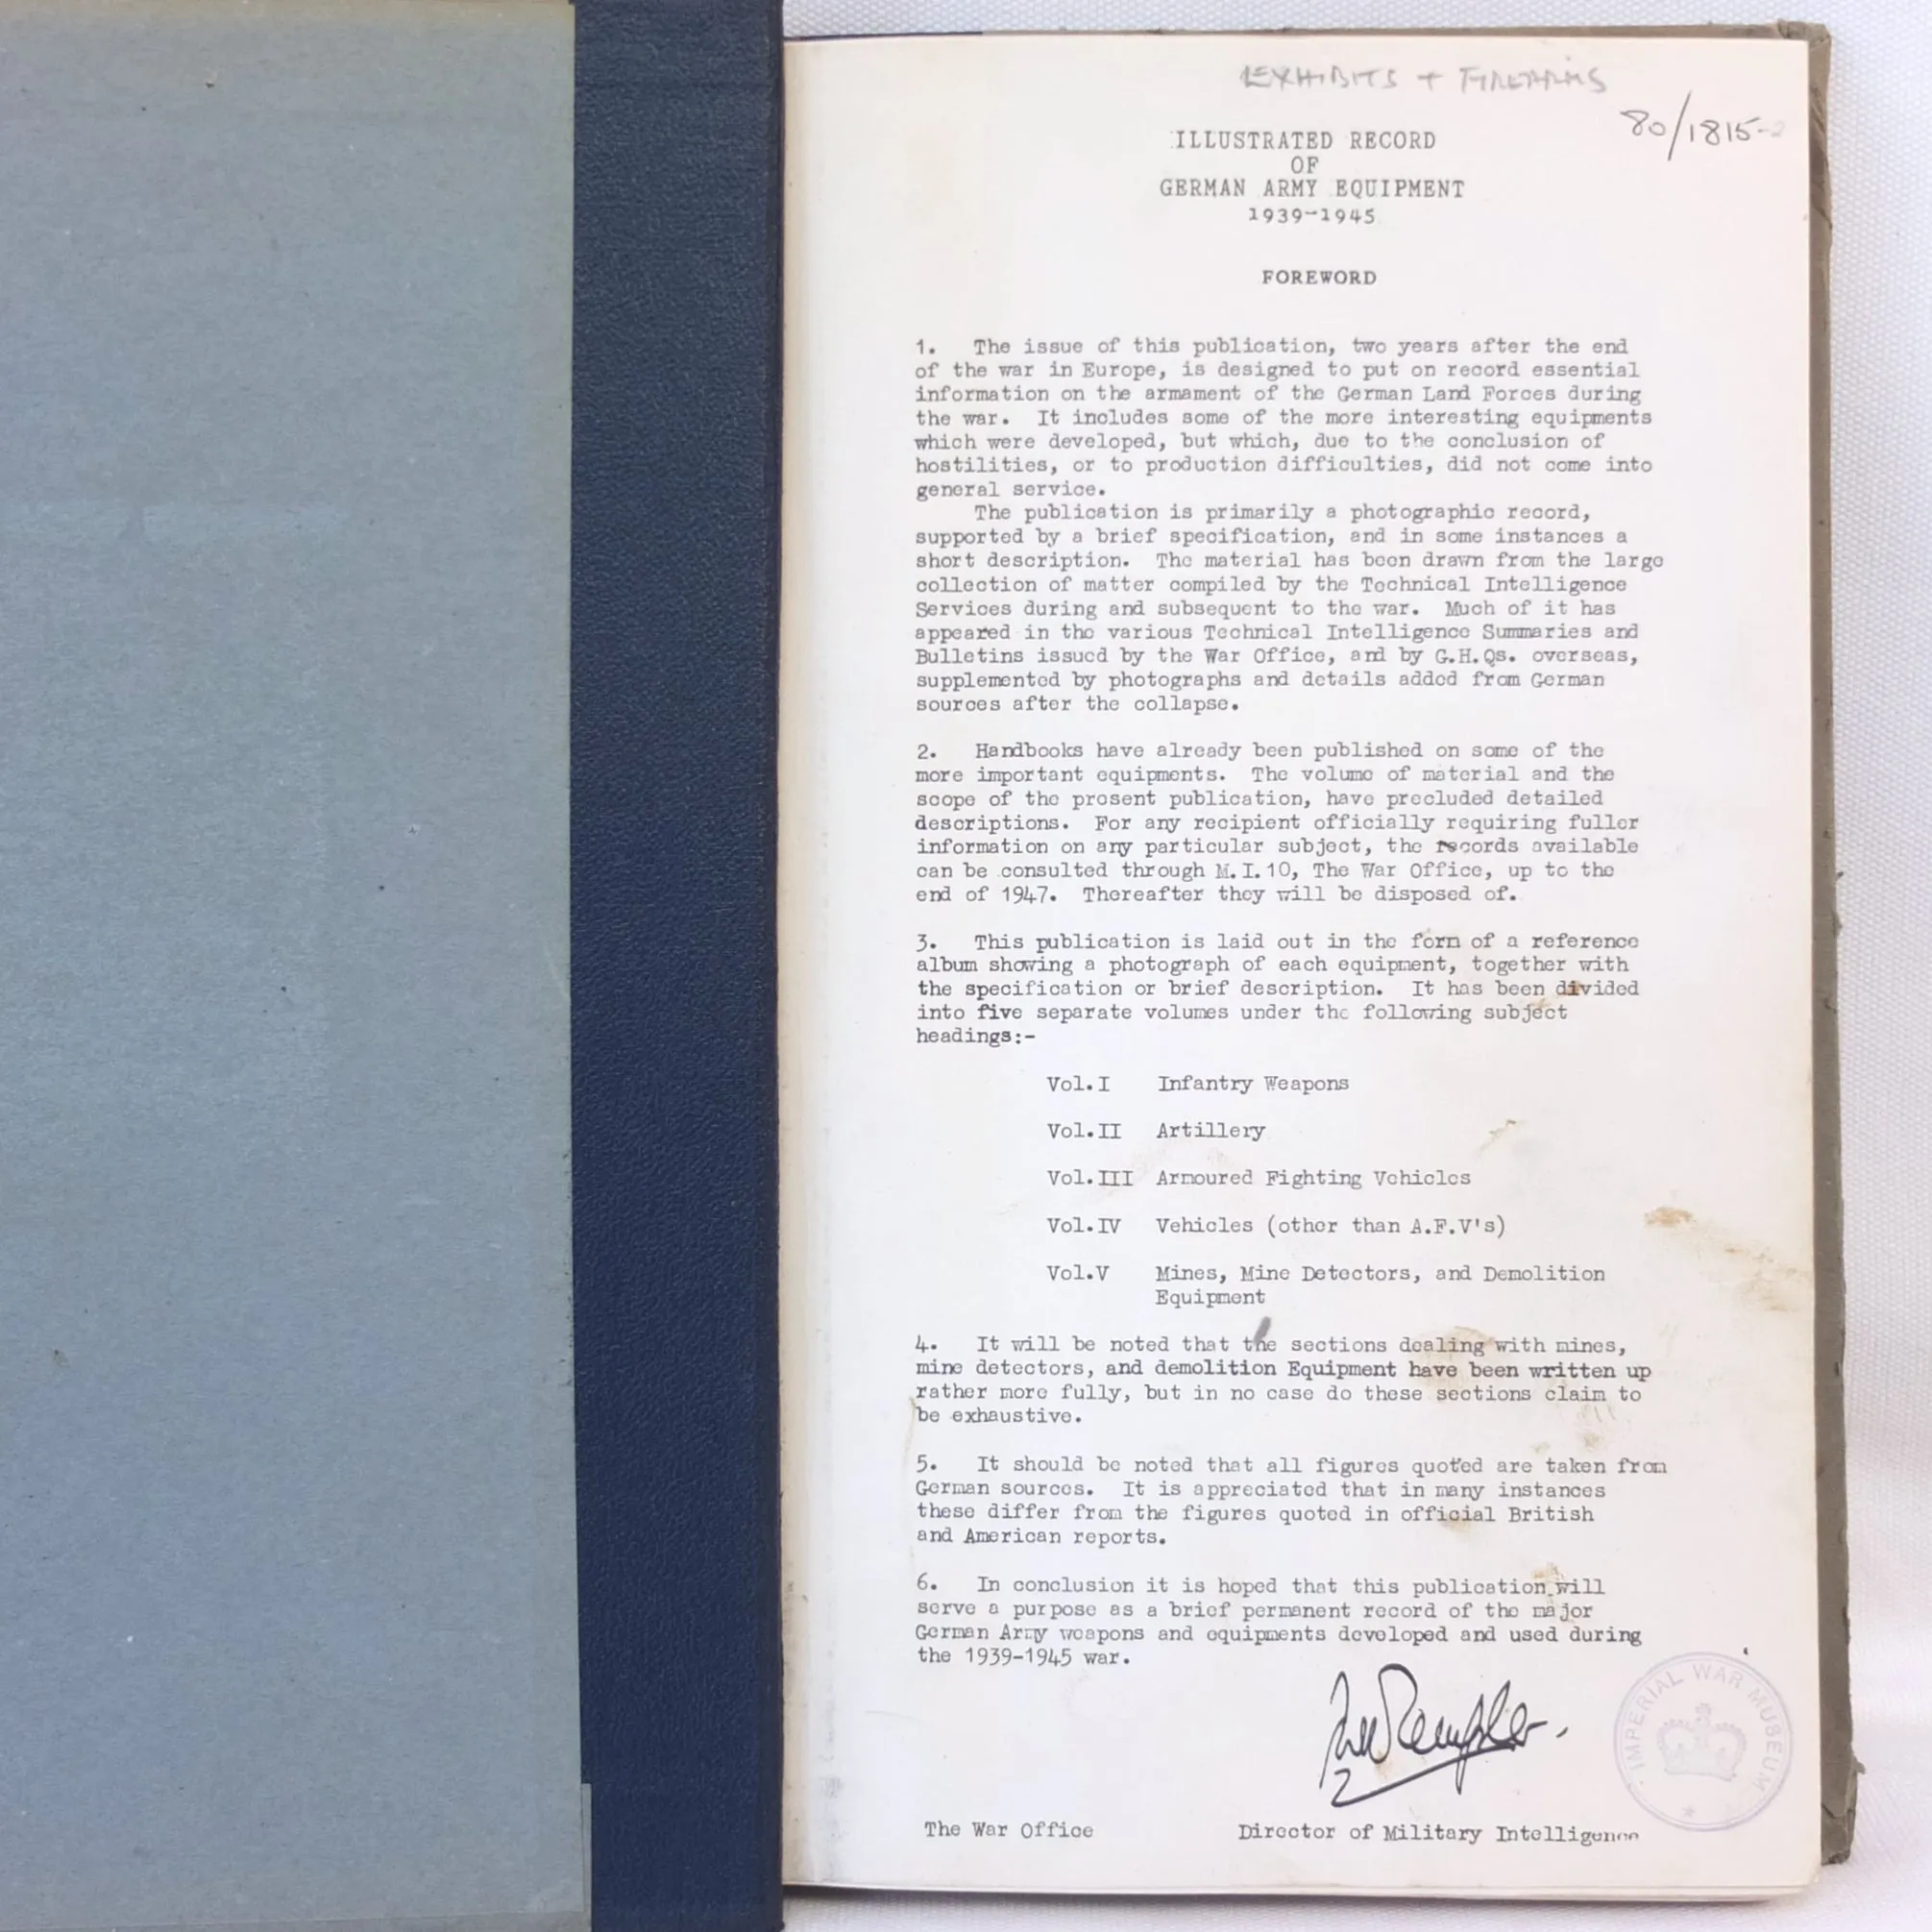 EXHIBITS + FIREARMS
80/1815-2
ILLUSTRATED RECORD
OF
GERMAN ARMY EQUIPMENT
1939-1945
FOREWORD
1. The issue of this publication, two years after the end
of the war in Europe, is designed to put on record essential
information on the armament of the German Land Forces during
the war. It includes some of the more interesting equipments
which were developed, but which, due to the conclusion of
hostilities, or to production difficulties, did not come into
general service.
The publication is primarily a photographic record,
supported by a brief specification, and in some instances a
short description. The material has been drawn from the large
collection of matter compiled by the Technical Intelligence
Services during and subsequent to the war. Much of it has
appeared in the various Technical Intelligence Summaries and
Bulletins issued by the War Office, and by G.H.Qs. overseas,
supplemented by photographs and details added from German
sources after the collapse.
2. Handbooks have already been published on some of the
more important equipments. The volume of material and the
scope of the present publication, have precluded detailed
descriptions. For any recipient officially requiring fuller
information on any particular subject, the records available
can be consulted through M.I.10, The War Office, up to the
end of 1947. Thereafter they will be disposed of.
3. This publication is laid out in the form of a reference
album showing a photograph of each equipment, together with
the specification or brief description. It has been divided
into five separate volumes under the following subject
headings:-
Vol.I Infantry Weapons
Vol.II Artillery
Vol.III Armoured Fighting Vehicles
Vol.IV Vehicles (other than A.F.V's)
Vol.V Mines, Mine Detectors, and Demolition
Equipment
4. It will be noted that the sections dealing with mines,
mine detectors, and demolition Equipment have been written up
rather more fully, but in no case do these sections claim to
be exhaustive.
5. It should be noted that all figures quoted are taken from
German sources. It is appreciated that in many instances
these differ from the figures quoted in official British
and American reports.
6. In conclusion it is hoped that this publication will
serve a purpose as a brief permanent record of the major
German Army weapons and equipments developed and used during
the 1939-1945 war.
IMPERIAL WAR MUSEUM
The War Office Director of Military Intelligence